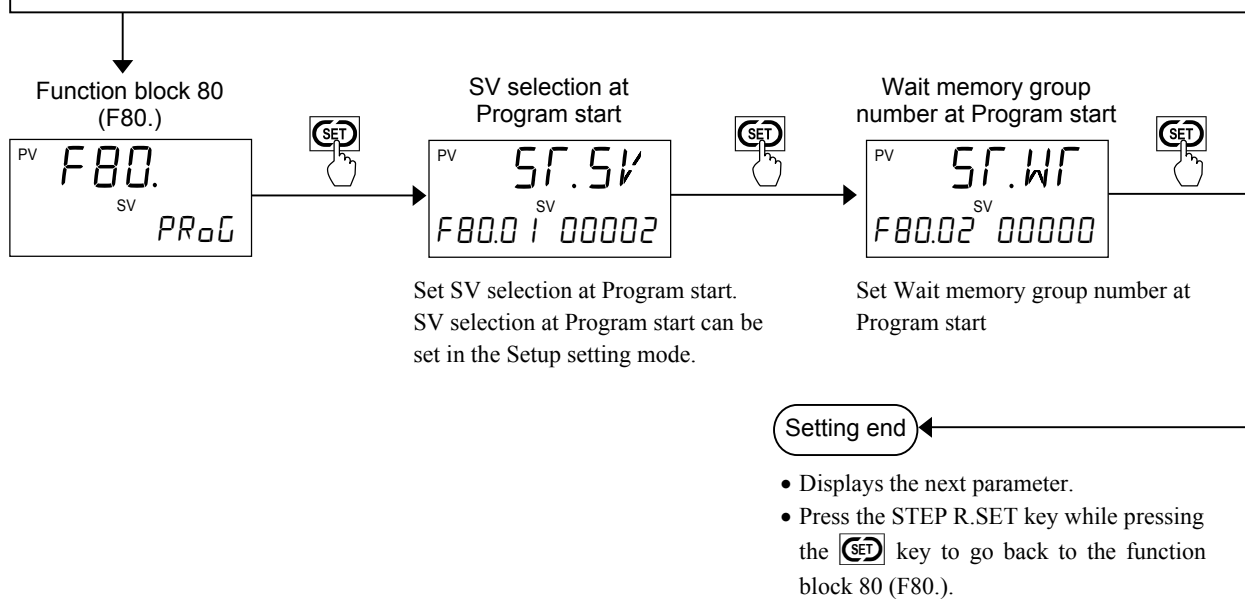 Function block 80
(F80.)
PV F80.
SV
PRoG
SET
SV selection at
Program start
PV ST.SV
SV
F80.01 00002
Set SV selection at Program start.
SV selection at Program start can be
set in the Setup setting mode.
SET
Wait memory group
number at Program start
PV ST.WT
SV
F80.02 00000
Set Wait memory group number at
Program start
SET
Setting end
• Displays the next parameter.
• Press the STEP R.SET key while pressing
the SET key to go back to the function
block 80 (F80.).